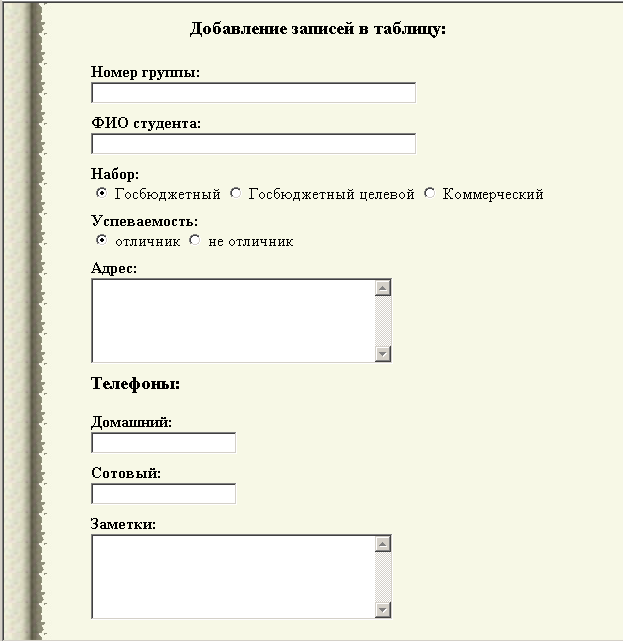 Добавление записей в таблицу:
Номер группы:
ФИО студента:
Набор:
Госбюджетный Госбюджетный целевой Коммерческий
Успеваемость:
отличник не отличник
Адрес:
Телефоны:
Домашний:
Сотовый:
Заметки: